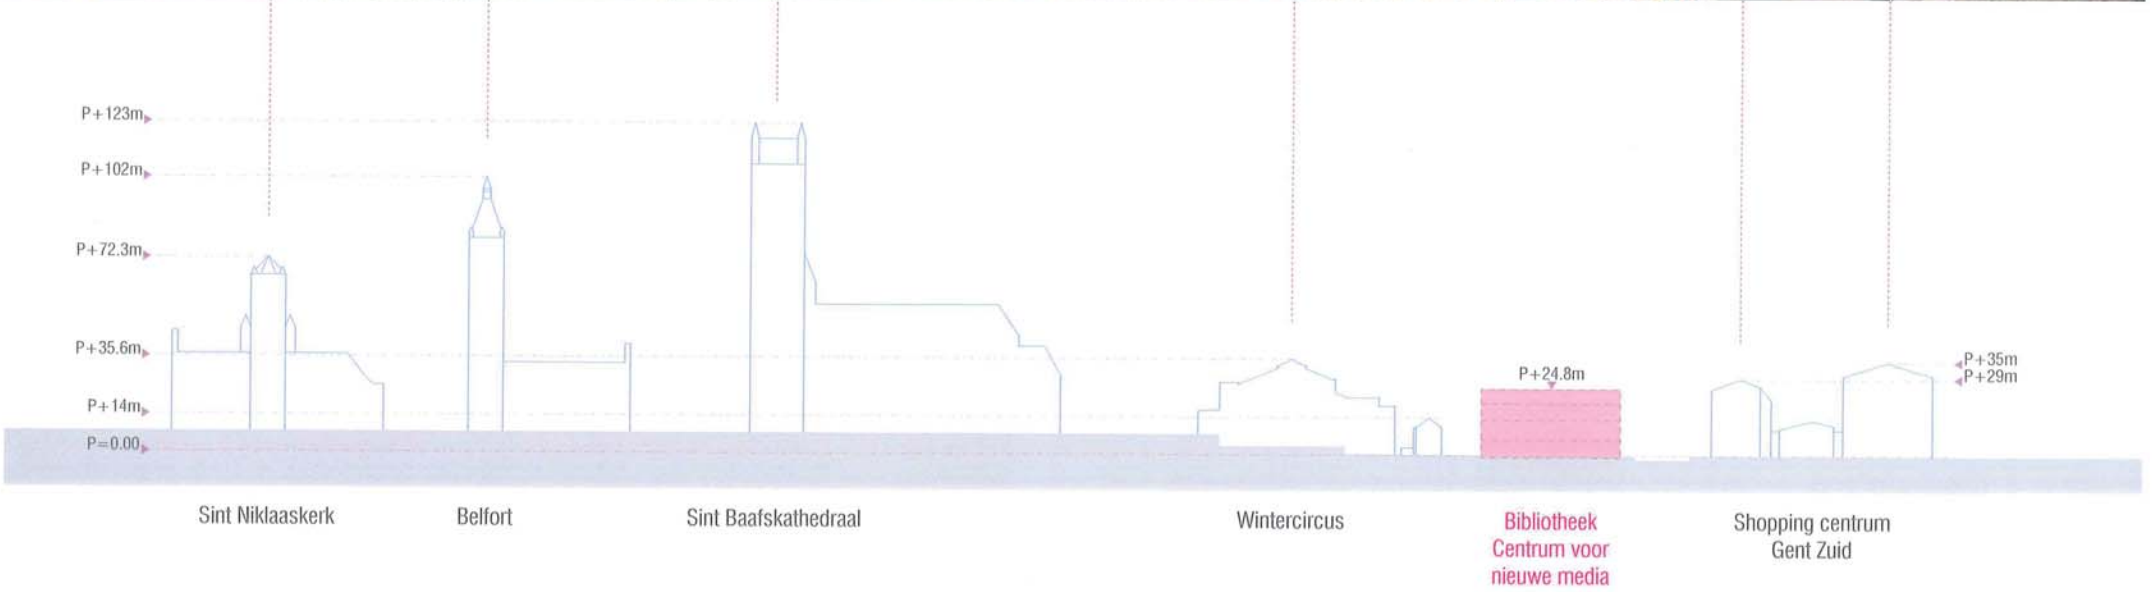 P+123m
P+102m
P+72.3m
P+35.6m
P+14m
P=0.00
P+24.8m
P+35m
P+29m
Sint Niklaaskerk
Belfort
Sint Baafskathedraal
Wintercircus
Bibliotheek
Centrum voor
nieuwe media
Shopping centrum
Gent Zuid